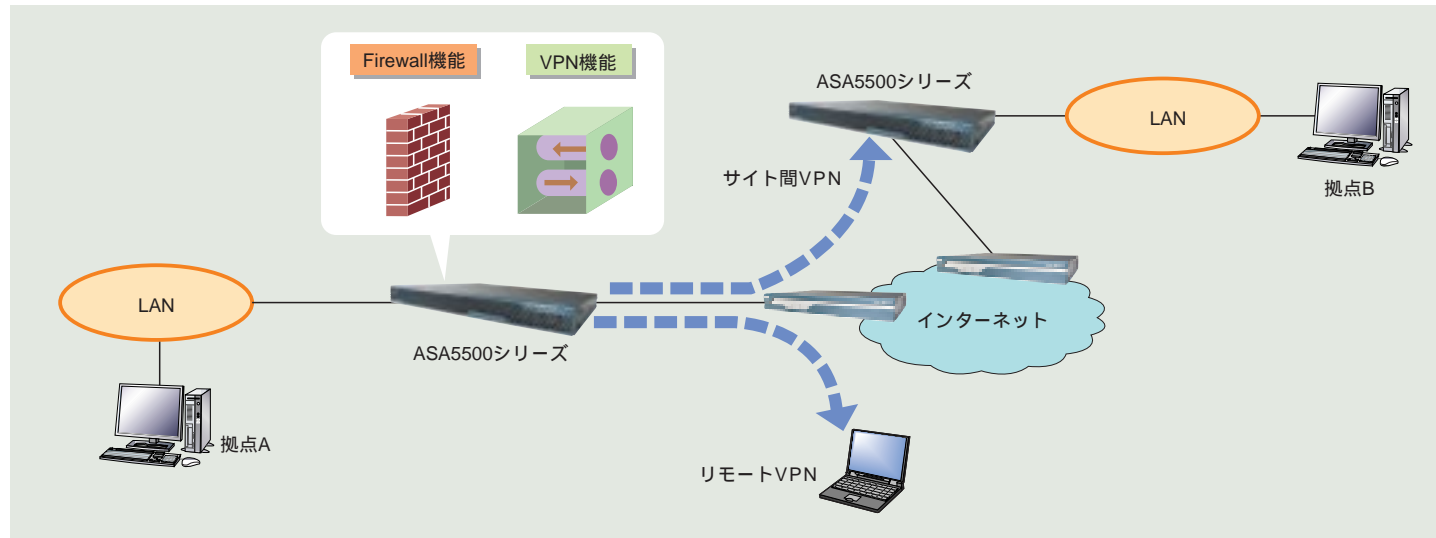 Firewall機能
VPN機能
ASA5500シリーズ
LAN
拠点B
サイト間VPN
LAN
ASA5500シリーズ
インターネット
拠点A
リモートVPN